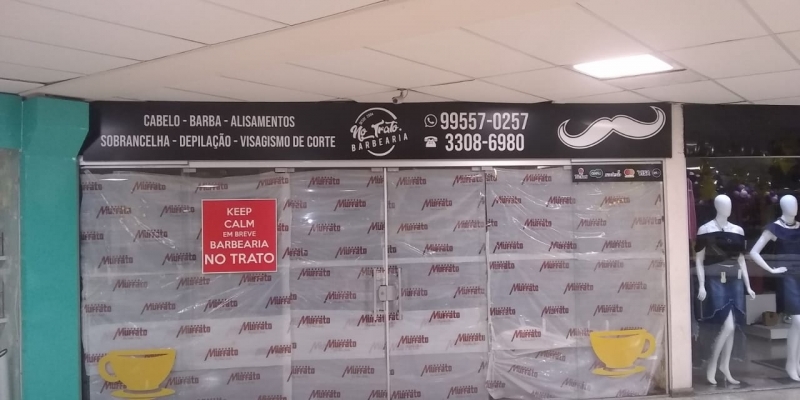 CABELO - BARBA - ALISAMENTOS
SOBRANCELHA - DEPILAÇÃO - VISAGISMO DE CORTE
No Trato
BARBEARIA
99557-0257
3308-6980
KEEP
CALM
EM BREVE
BARBEARIA
NO TRATO
Murrato